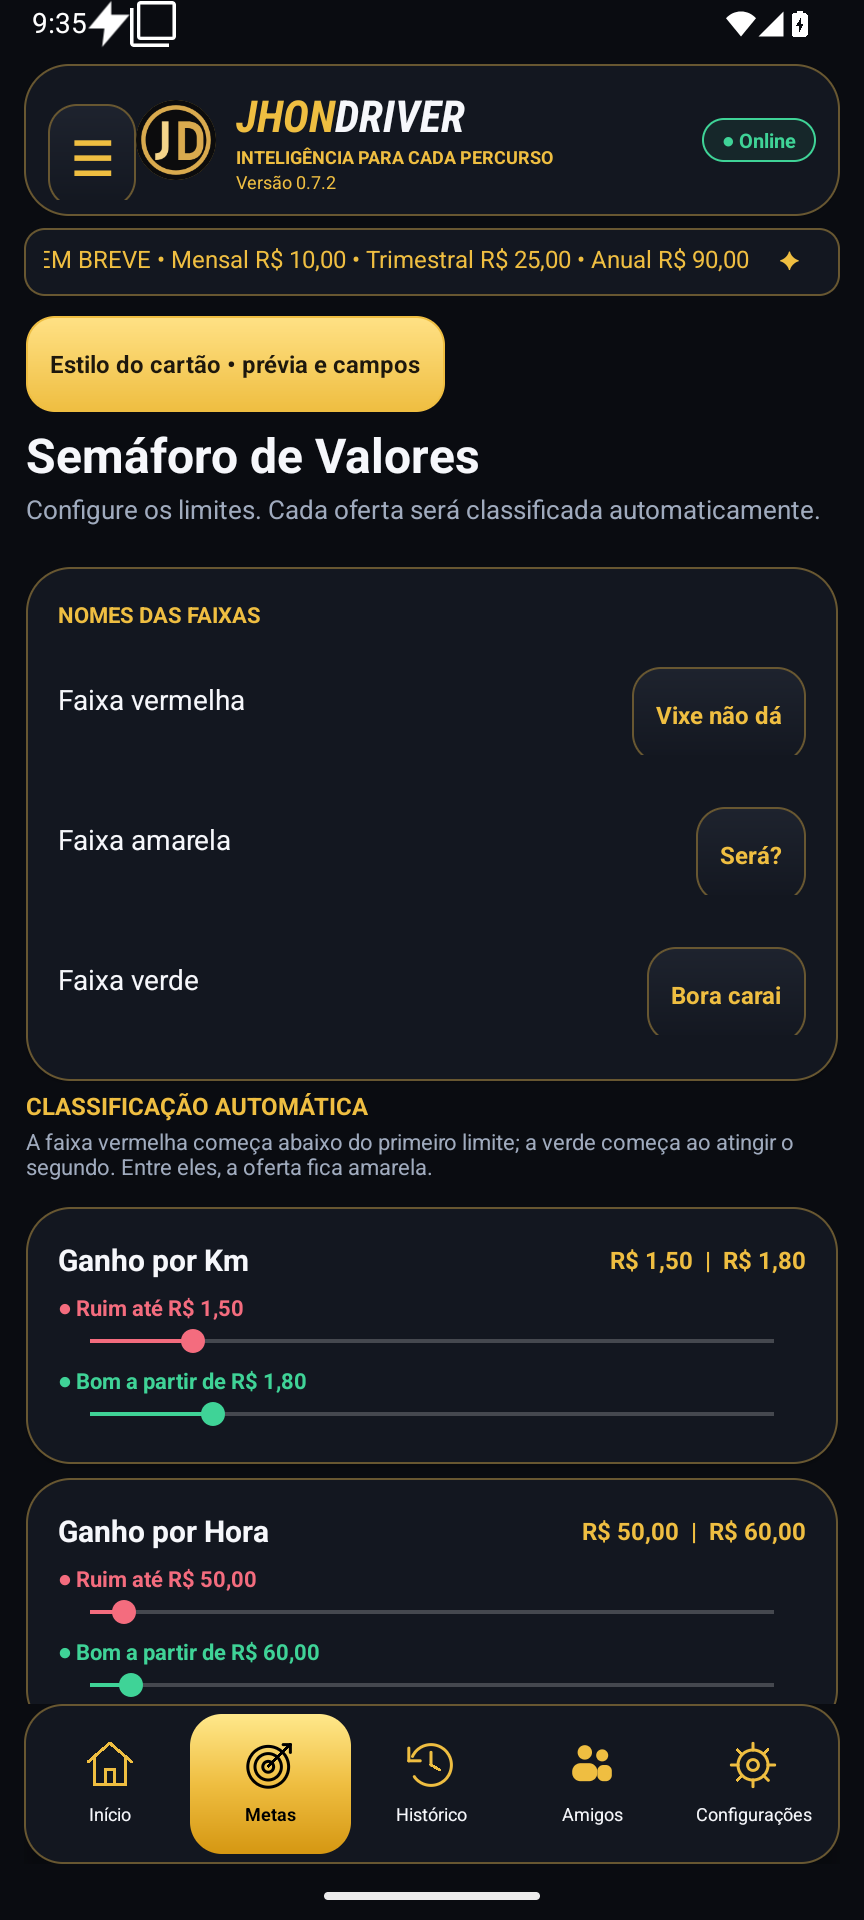 9:35
JD
JHONDRIVER
INTELIGÊNCIA PARA CADA PERCURSO
Versão 0.7.2
● Online
EM BREVE • Mensal R$ 10,00 • Trimestral R$ 25,00 • Anual R$ 90,00 ✦
Estilo do cartão • prévia e campos
Semáforo de Valores
Configure os limites. Cada oferta será classificada automaticamente.
NOMES DAS FAIXAS
Faixa vermelha
Vixe não dá
Faixa amarela
Será?
Faixa verde
Bora carai
CLASSIFICAÇÃO AUTOMÁTICA
A faixa vermelha começa abaixo do primeiro limite; a verde começa ao atingir o
segundo. Entre eles, a oferta fica amarela.
Ganho por Km
R$ 1,50 | R$ 1,80
● Ruim até R$ 1,50
● Bom a partir de R$ 1,80
Ganho por Hora
R$ 50,00 | R$ 60,00
● Ruim até R$ 50,00
● Bom a partir de R$ 60,00
Início
Metas
Histórico
Amigos
Configurações